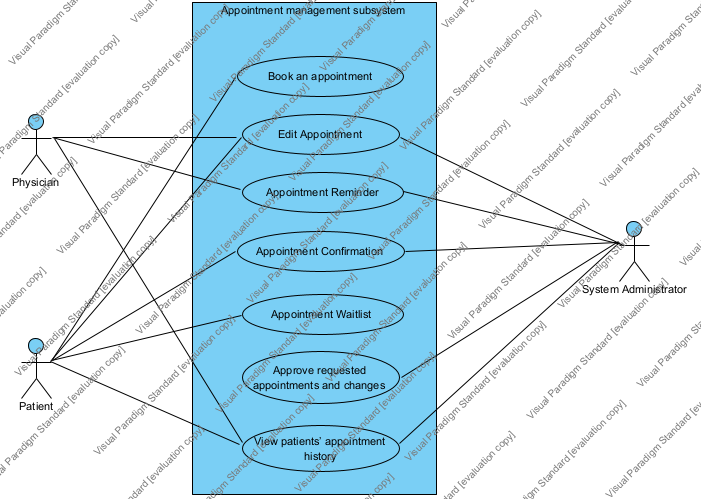 Appointment management subsystem
Book an appointment
Edit Appointment
Physician
Appointment Reminder
Appointment Confirmation
System Administrator
Appointment Waitlist
Approve requested
appointments and changes
Patient
View patients' appointment
history
Visual Paradigm Standard [evaluation copy]